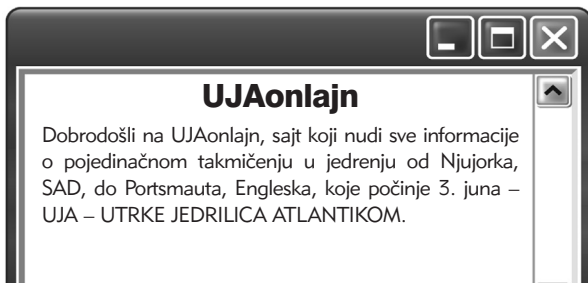 UJAonlajn
Dobrodošli na UJAonlajn, sajt koji nudi sve informacije
o pojedinačnom takmičenju u jedrenju od Njujorka,
SAD, do Portsmauta, Engleska, koje počinje 3. juna –
UJA – UTRKE JEDRILICA ATLANTIKOM.